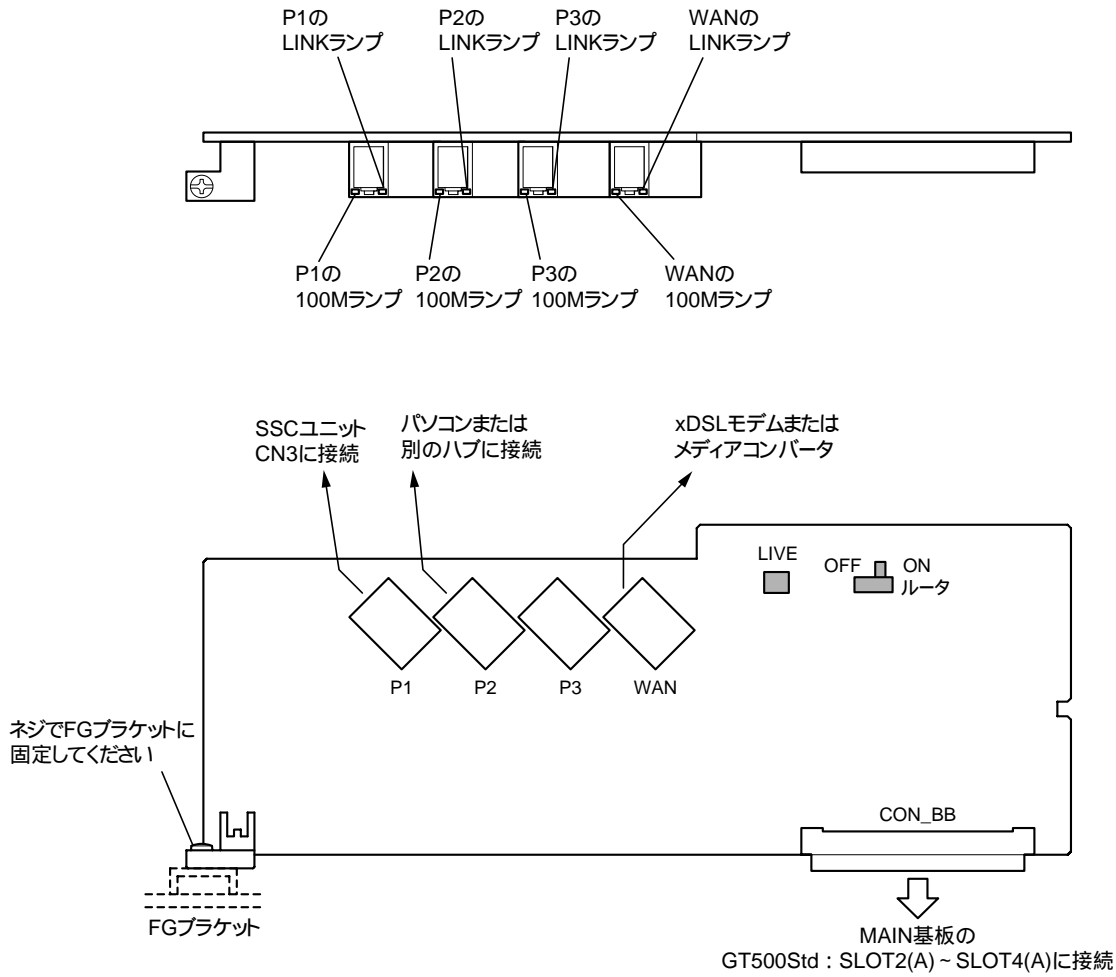 P1の
LINKランプ
P2の
LINKランプ
P3の
LINKランプ
WANの
LINKランプ
P1の
100Mランプ
P2の
100Mランプ
P3の
100Mランプ
WANの
100Mランプ
SSCユニット
CN3に接続
パソコンまたは
別のハブに接続
xDSLモデムまたは
メディアコンバータ
LIVE
OFF
ON
ルータ
P1
P2
P3
WAN
ネジでFGブラケットに
固定してください
CON_BB
FGブラケット
MAIN基板の
GT500Std : SLOT2(A) ~ SLOT4(A)に接続